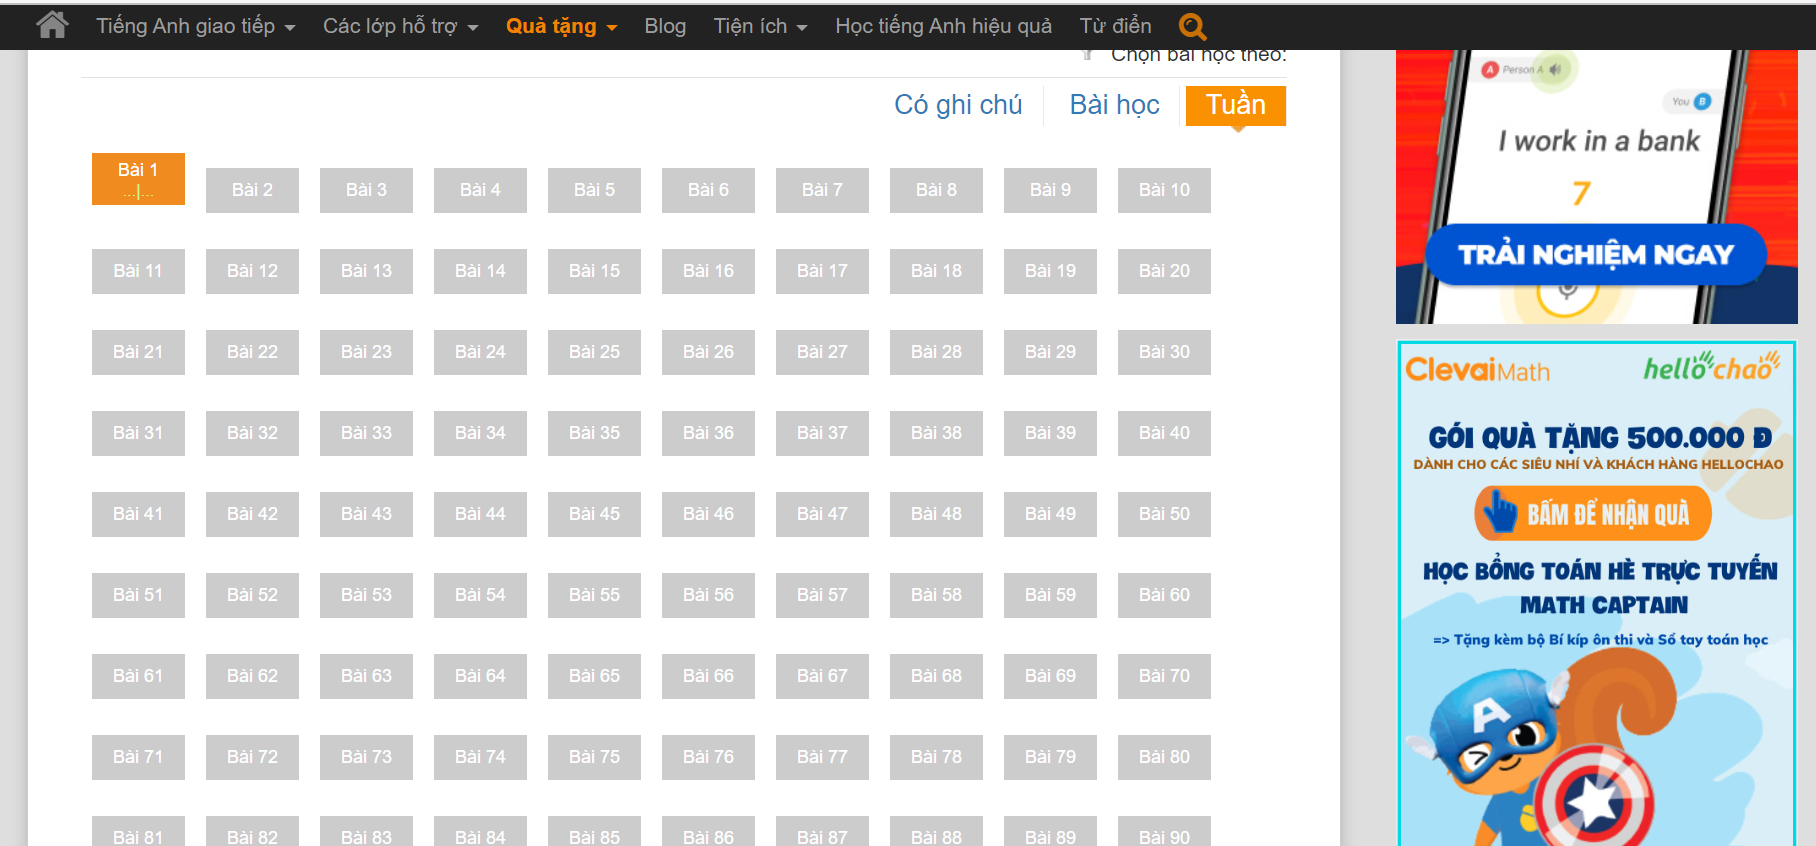 Tiếng Anh giao tiếp Các lớp hỗ trợ Quà tặng Blog Tiện ích Học tiếng Anh hiệu quả Từ điển
Chọn bài học theo:
Có ghi chú Bài học Tuần
Bài 1
...|...
Bài 2 Bài 3 Bài 4 Bài 5 Bài 6 Bài 7 Bài 8 Bài 9 Bài 10
Bài 11 Bài 12 Bài 13 Bài 14 Bài 15 Bài 16 Bài 17 Bài 18 Bài 19 Bài 20
Bài 21 Bài 22 Bài 23 Bài 24 Bài 25 Bài 26 Bài 27 Bài 28 Bài 29 Bài 30
Bài 31 Bài 32 Bài 33 Bài 34 Bài 35 Bài 36 Bài 37 Bài 38 Bài 39 Bài 40
Bài 41 Bài 42 Bài 43 Bài 44 Bài 45 Bài 46 Bài 47 Bài 48 Bài 49 Bài 50
Bài 51 Bài 52 Bài 53 Bài 54 Bài 55 Bài 56 Bài 57 Bài 58 Bài 59 Bài 60
Bài 61 Bài 62 Bài 63 Bài 64 Bài 65 Bài 66 Bài 67 Bài 68 Bài 69 Bài 70
Bài 71 Bài 72 Bài 73 Bài 74 Bài 75 Bài 76 Bài 77 Bài 78 Bài 79 Bài 80
Bài 81 Bài 82 Bài 83 Bài 84 Bài 85 Bài 86 Bài 87 Bài 88 Bài 89 Bài 90
A Person A
You B
I work in a bank
7
TRẢI NGHIỆM NGAY
ClevaiMath hellochao
GÓI QUÀ TẶNG 500.000 Đ
DÀNH CHO CÁC SIÊU NHÍ VÀ KHÁCH HÀNG HELLOCHAO
BẤM ĐỂ NHẬN QUÀ
HỌC BỔNG TOÁN HÈ TRỰC TUYẾN
MATH CAPTAIN
=> Tặng kèm bộ Bí kíp ôn thi và Sổ tay toán học
A